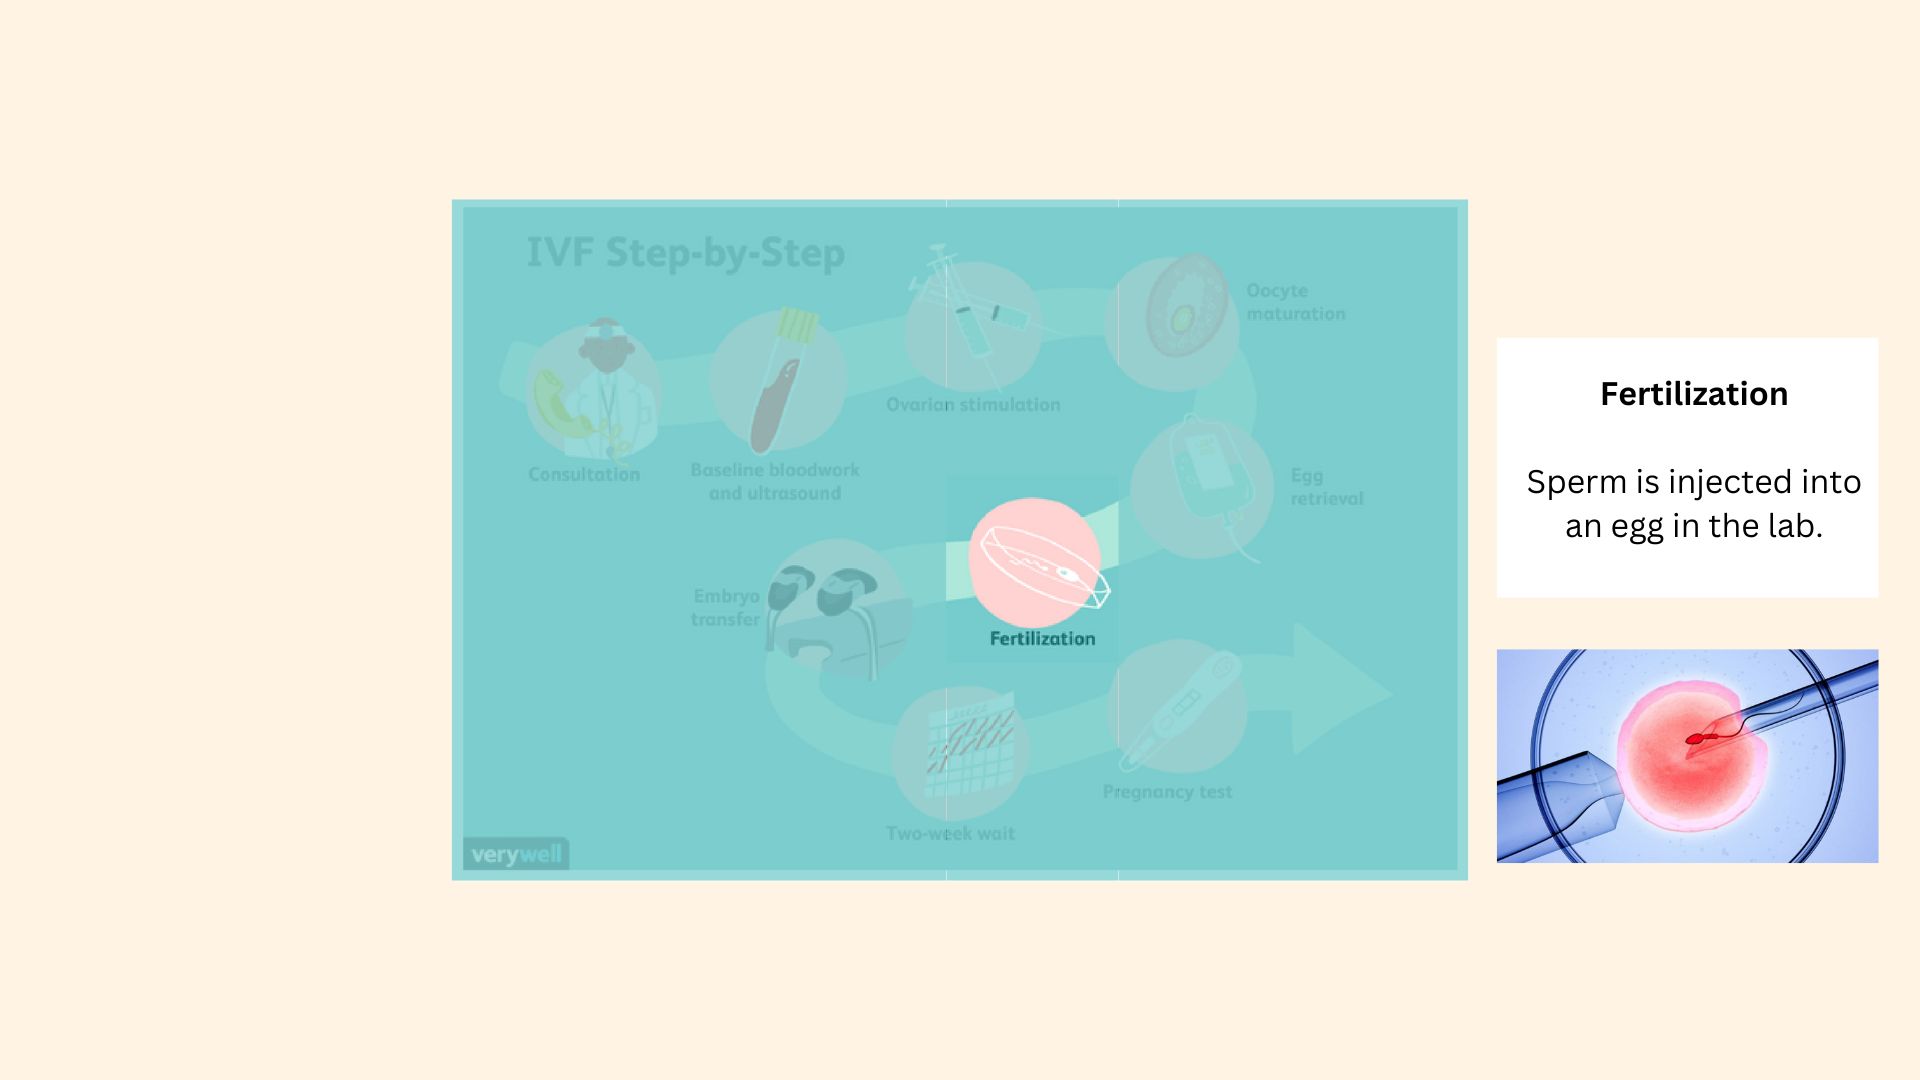 IVF Step-by-Step
Consultation
Baseline bloodwork
and ultrasound
Ovarian stimulation
Oocyte
maturation
Egg
retrieval
Fertilization
Embryo
transfer
Two-week wait
Pregnancy test
verywell
Fertilization
Sperm is injected into
an egg in the lab.